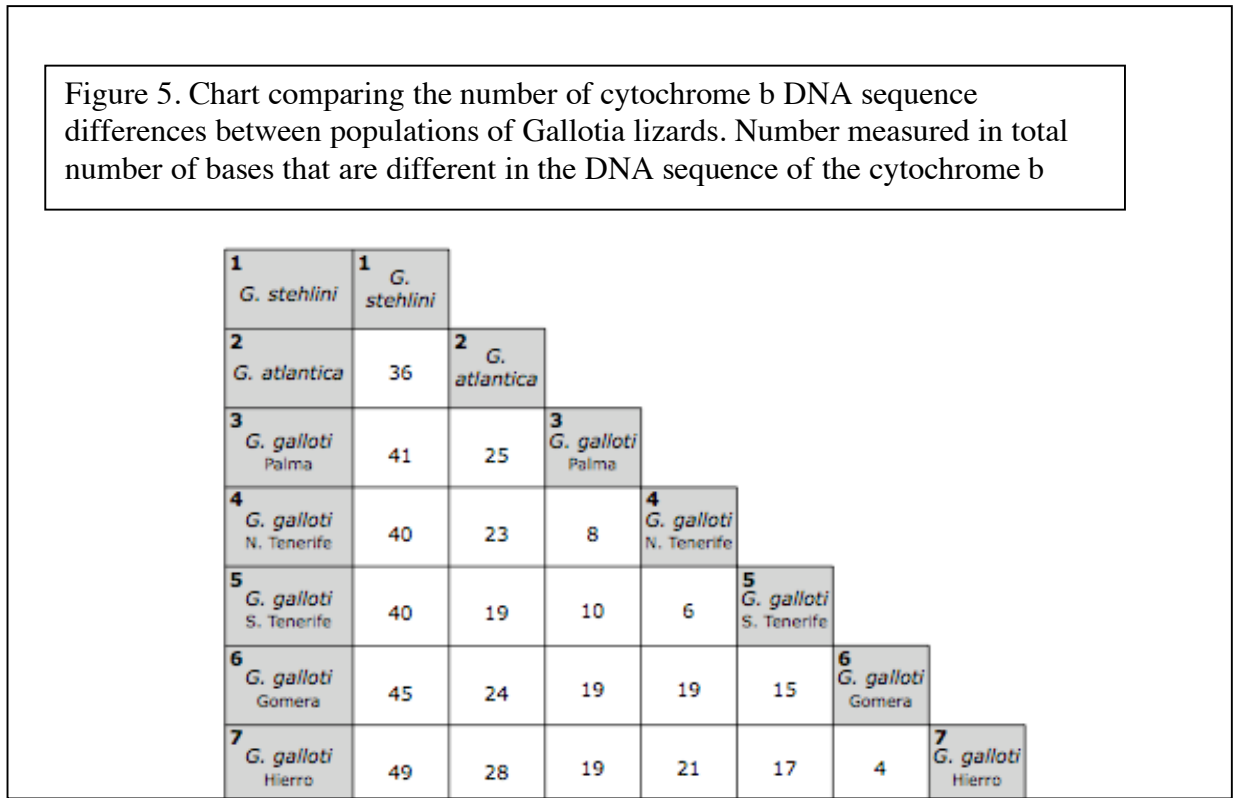 Figure 5. Chart comparing the number of cytochrome b DNA sequence
differences between populations of Gallotia lizards. Number measured in total
number of bases that are different in the DNA sequence of the cytochrome b
1
G. stehlini
1
G.
stehlini
2
G. atlantica
36
2
G.
atlantica
3
G. galloti
Palma
41
25
3
G. galloti
Palma
4
G. galloti
N. Tenerife
40
23
8
4
G. galloti
N. Tenerife
5
G. galloti
S. Tenerife
40
19
10
6
5
G. galloti
S. Tenerife
6
G. galloti
Gomera
45
24
19
19
15
6
G. galloti
Gomera
7
G. galloti
Hierro
49
28
19
21
17
4
7
G. galloti
Hierro